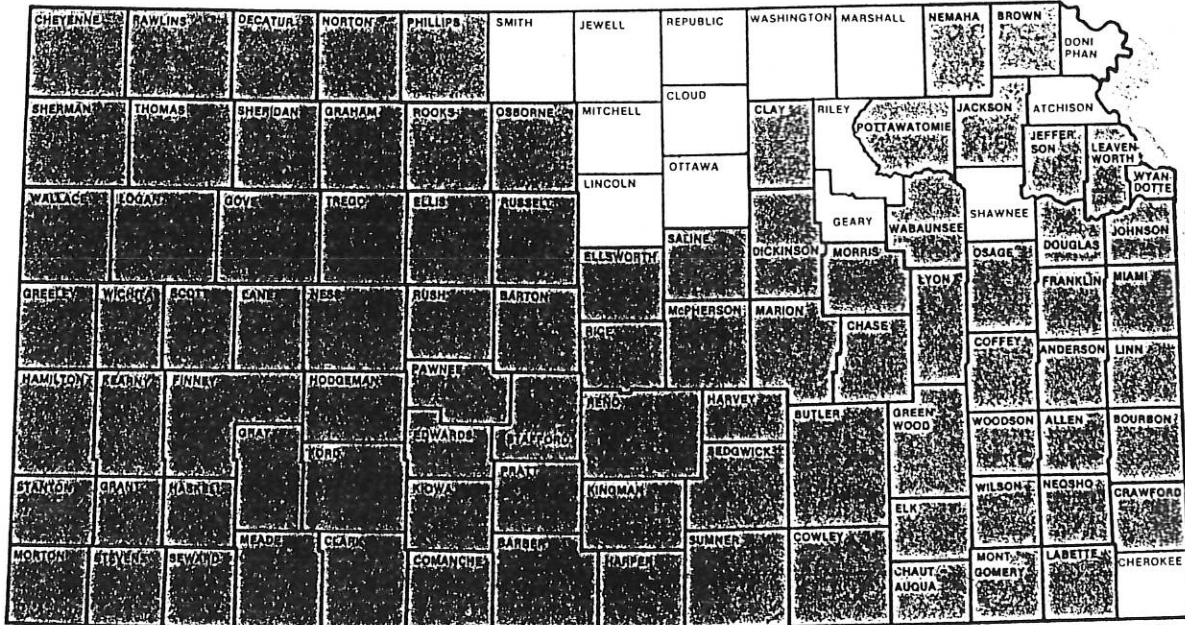 CHEYENNE
RAWLINS
DECATUR
NORTON
PHILLIPS
SMITH
JEWELL
REPUBLIC
WASHINGTON
MARSHALL
NEMAHA
BROWN
DONI
PHAN
SHERMAN
THOMAS
SHERIDAN
GRAHAM
ROOKS
OSBORNE
MITCHELL
CLOUD
CLAY
RILEY
POTTAWATOMIE
JACKSON
ATCHISON
JEFFER
SON
LEAVEN
WORTH
WYAN-
DOTTE
WALLACE
LOGAN
GOVE
TREGO
ELLIS
RUSSELL
LINCOLN
OTTAWA
GEARY
WABAUNSEE
SHAWNEE
DOUGLAS
JOHNSON
ELLSWORTH
SALINE
DICKINSON
MORRIS
LYON
OSAGE
FRANKLIN
MIAMI
GREELEY
WICHITA
SCOTT
LANE
NESS
RUSH
BARTON
RICE
McPHERSON
MARION
CHASE
COFFEY
ANDERSON
LINN
HAMILTON
KEARNY
FINNEY
HODGEMAN
PAWNEE
STAFFORD
RENO
HARVEY
BUTLER
GREEN
WOOD
WOODSON
ALLEN
BOURBON
GRAY
FORD
EDWARDS
PRATT
SEDGWICK
STANTON
GRANT
HASKELL
KIOWA
KINGMAN
ELK
WILSON
NEOSHO
CRAWFORD
MORTON
STEVENS
SEWARD
MEADE
CLARK
COMANCHE
BARBER
HARPER
SUMNER
COWLEY
CHAUT
AUQUA
MONT
GOMERY
LABETTE
CHEROKEE